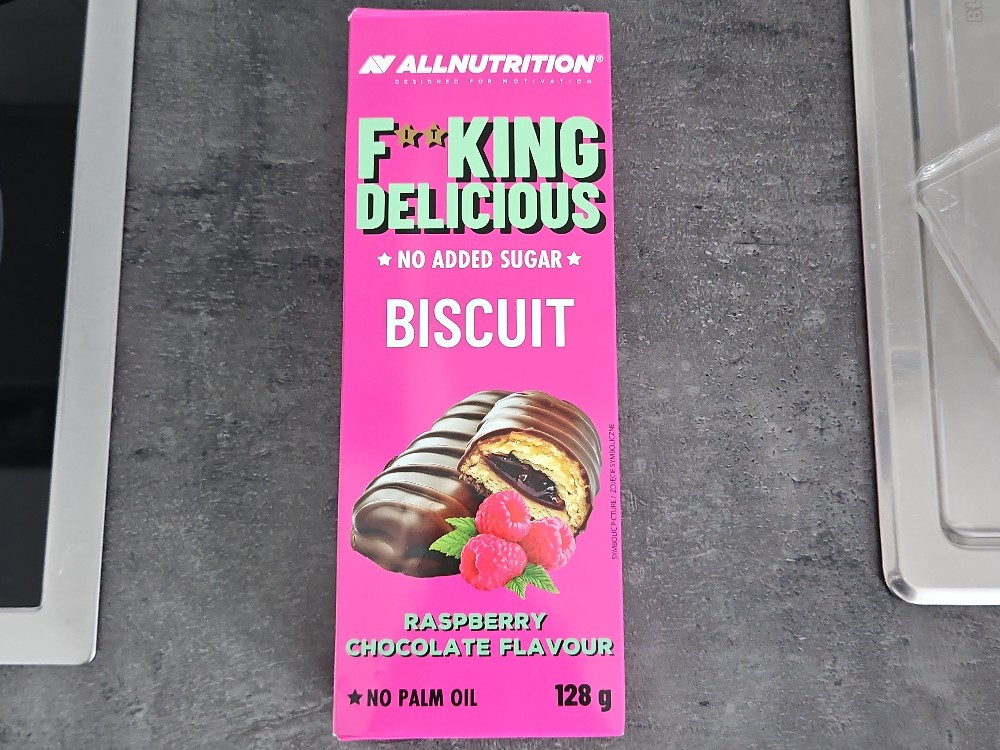 ALLNUTRITION®
DESIGNED FOR MOTIVATION
F**KING
DELICIOUS
★ NO ADDED SUGAR ★
BISCUIT
SYMBOLIC PICTURE / ZDJĘCIE SYMBOLICZNE
RASPBERRY
CHOCOLATE FLAVOUR
★ NO PALM OIL 128 g